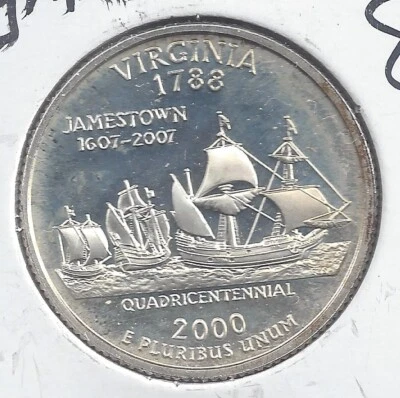 VIRGINIA
1788
JAMESTOWN
1607-2007
QUADRICENTENNIAL
2000
E PLURIBUS UNUM